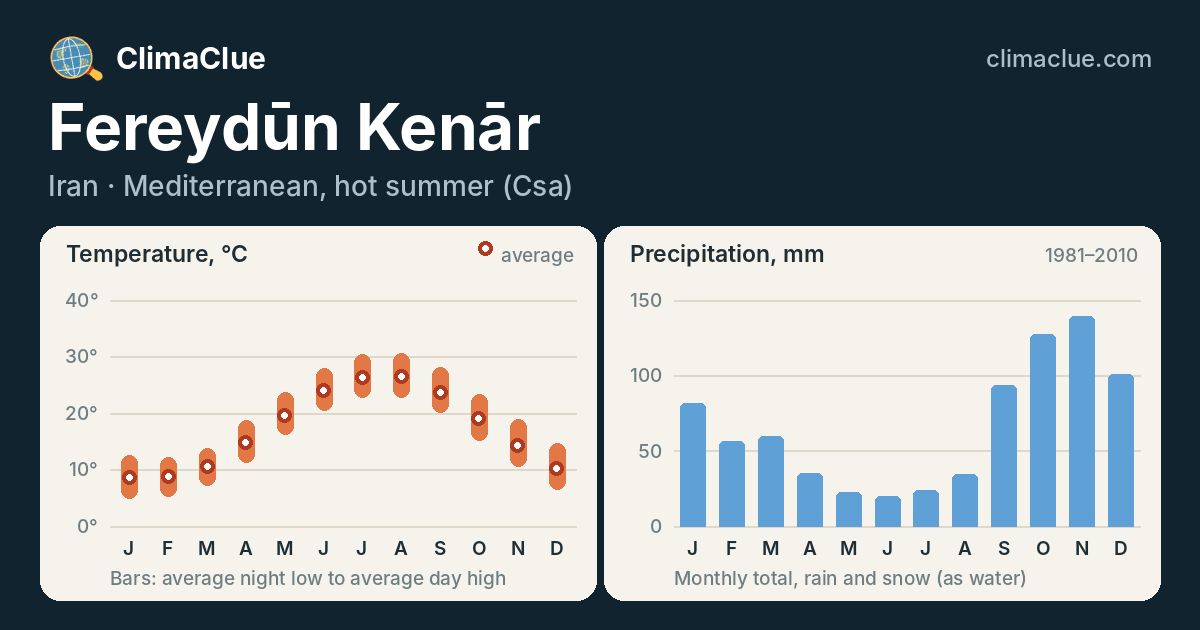 ClimaClue
climaclue.com
Fereydūn Kenār
Iran · Mediterranean, hot summer (Csa)
Temperature, °C
average
40°
30°
20°
10°
0°
J F M A M J J A S O N D
Bars: average night low to average day high
Precipitation, mm
1981–2010
150
100
50
0
J F M A M J J A S O N D
Monthly total, rain and snow (as water)